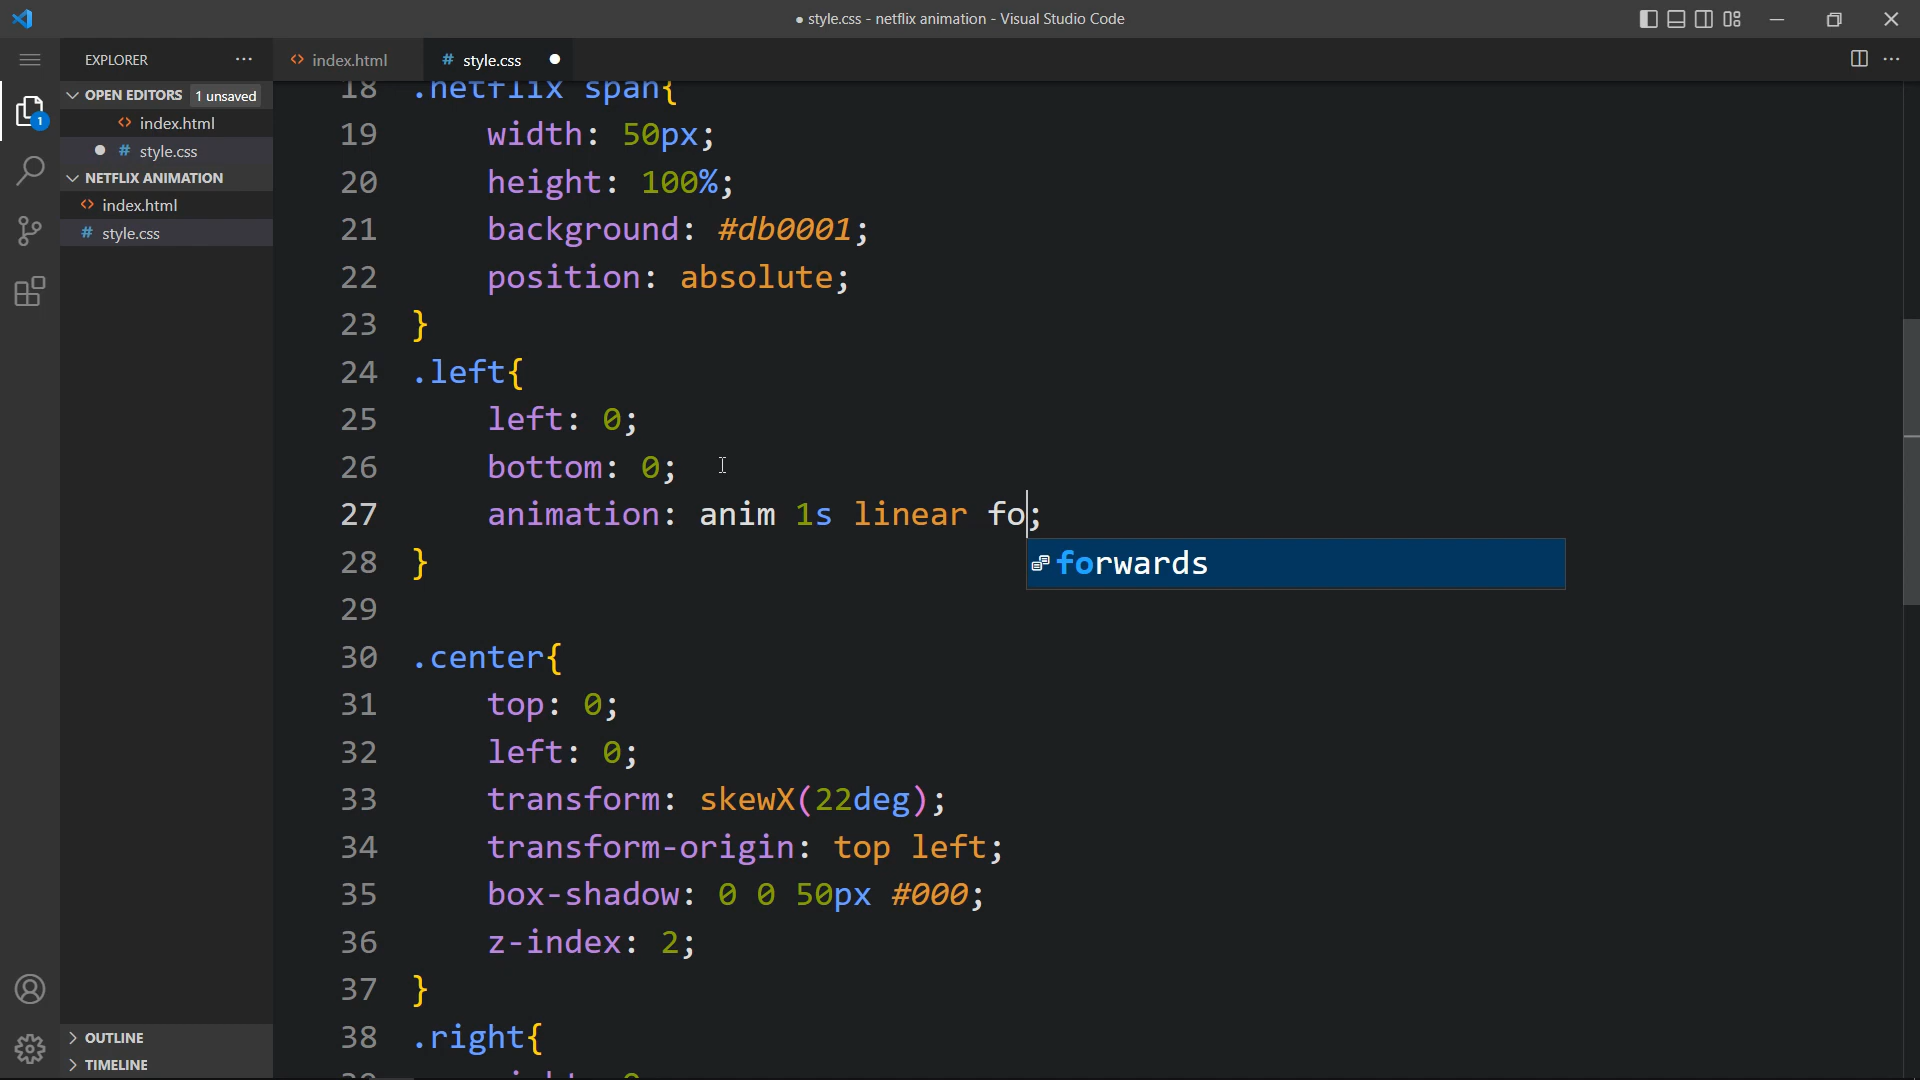 ● style.css - netflix animation - Visual Studio Code
EXPLORER
index.html
style.css
OPEN EDITORS 1 unsaved
index.html
style.css
NETFLIX ANIMATION
index.html
style.css
1
OUTLINE
TIMELINE
18 .netflix span{
19 width: 50px;
20 height: 100%;
21 background: #db0001;
22 position: absolute;
23 }
24 .left{
25 left: 0;
26 bottom: 0;
27 animation: anim 1s linear fo;
forwards
28 }
29
30 .center{
31 top: 0;
32 left: 0;
33 transform: skewX(22deg);
34 transform-origin: top left;
35 box-shadow: 0 0 50px #000;
36 z-index: 2;
37 }
38 .right{